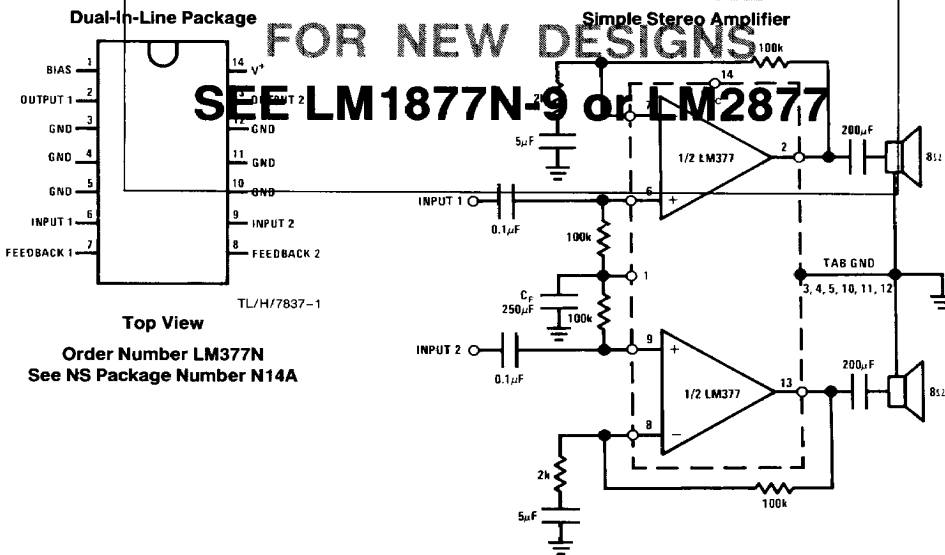 Dual-In-Line Package
Simple Stereo Amplifier
FOR NEW DESIGNS
SEE LM1877N-9 or LM2877
BIAS 1
OUTPUT 1 2
GND 3
GND 4
GND 5
INPUT 1 6
FEEDBACK 1 7
14 V+
OUTPUT 2
12 GND
11 GND
10 GND
9 INPUT 2
8 FEEDBACK 2
TL/H/7837-1
Top View
Order Number LM377N
See NS Package Number N14A
100k
14
2k
7
5µF
1/2 LM377
2
200µF
8Ω
INPUT 1
0.1µF
6
+
100k
1
TAB GND
3, 4, 5, 10, 11, 12
CF
250µF
100k
INPUT 2
0.1µF
9
+
1/2 LM377
13
200µF
8Ω
8
−
2k
5µF
100k